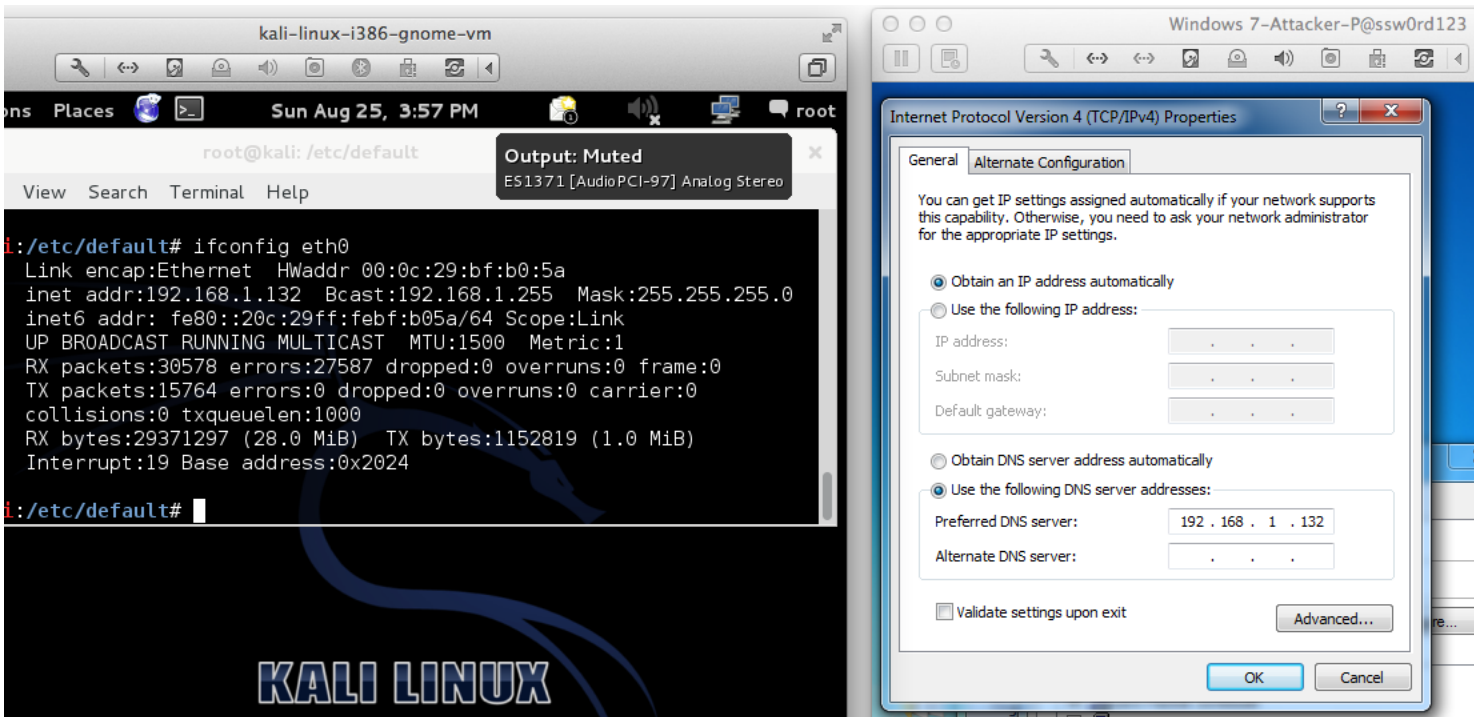 kali-linux-i386-gnome-vm
ons Places Sun Aug 25, 3:57 PM root
root@kali: /etc/default
Output: Muted
ES1371 [AudioPCI-97] Analog Stereo
View Search Terminal Help
i:/etc/default# ifconfig eth0
Link encap:Ethernet HWaddr 00:0c:29:bf:b0:5a
inet addr:192.168.1.132 Bcast:192.168.1.255 Mask:255.255.255.0
inet6 addr: fe80::20c:29ff:febf:b05a/64 Scope:Link
UP BROADCAST RUNNING MULTICAST MTU:1500 Metric:1
RX packets:30578 errors:27587 dropped:0 overruns:0 frame:0
TX packets:15764 errors:0 dropped:0 overruns:0 carrier:0
collisions:0 txqueuelen:1000
RX bytes:29371297 (28.0 MiB) TX bytes:1152819 (1.0 MiB)
Interrupt:19 Base address:0x2024
i:/etc/default#
KALI LINUX
Windows 7-Attacker-P@ssw0rd123
Internet Protocol Version 4 (TCP/IPv4) Properties
General Alternate Configuration
You can get IP settings assigned automatically if your network supports
this capability. Otherwise, you need to ask your network administrator
for the appropriate IP settings.
Obtain an IP address automatically
Use the following IP address:
IP address: . . .
Subnet mask: . . .
Default gateway: . . .
Obtain DNS server address automatically
Use the following DNS server addresses:
Preferred DNS server: 192 . 168 . 1 . 132
Alternate DNS server: . . .
Validate settings upon exit
Advanced...
re...
OK Cancel